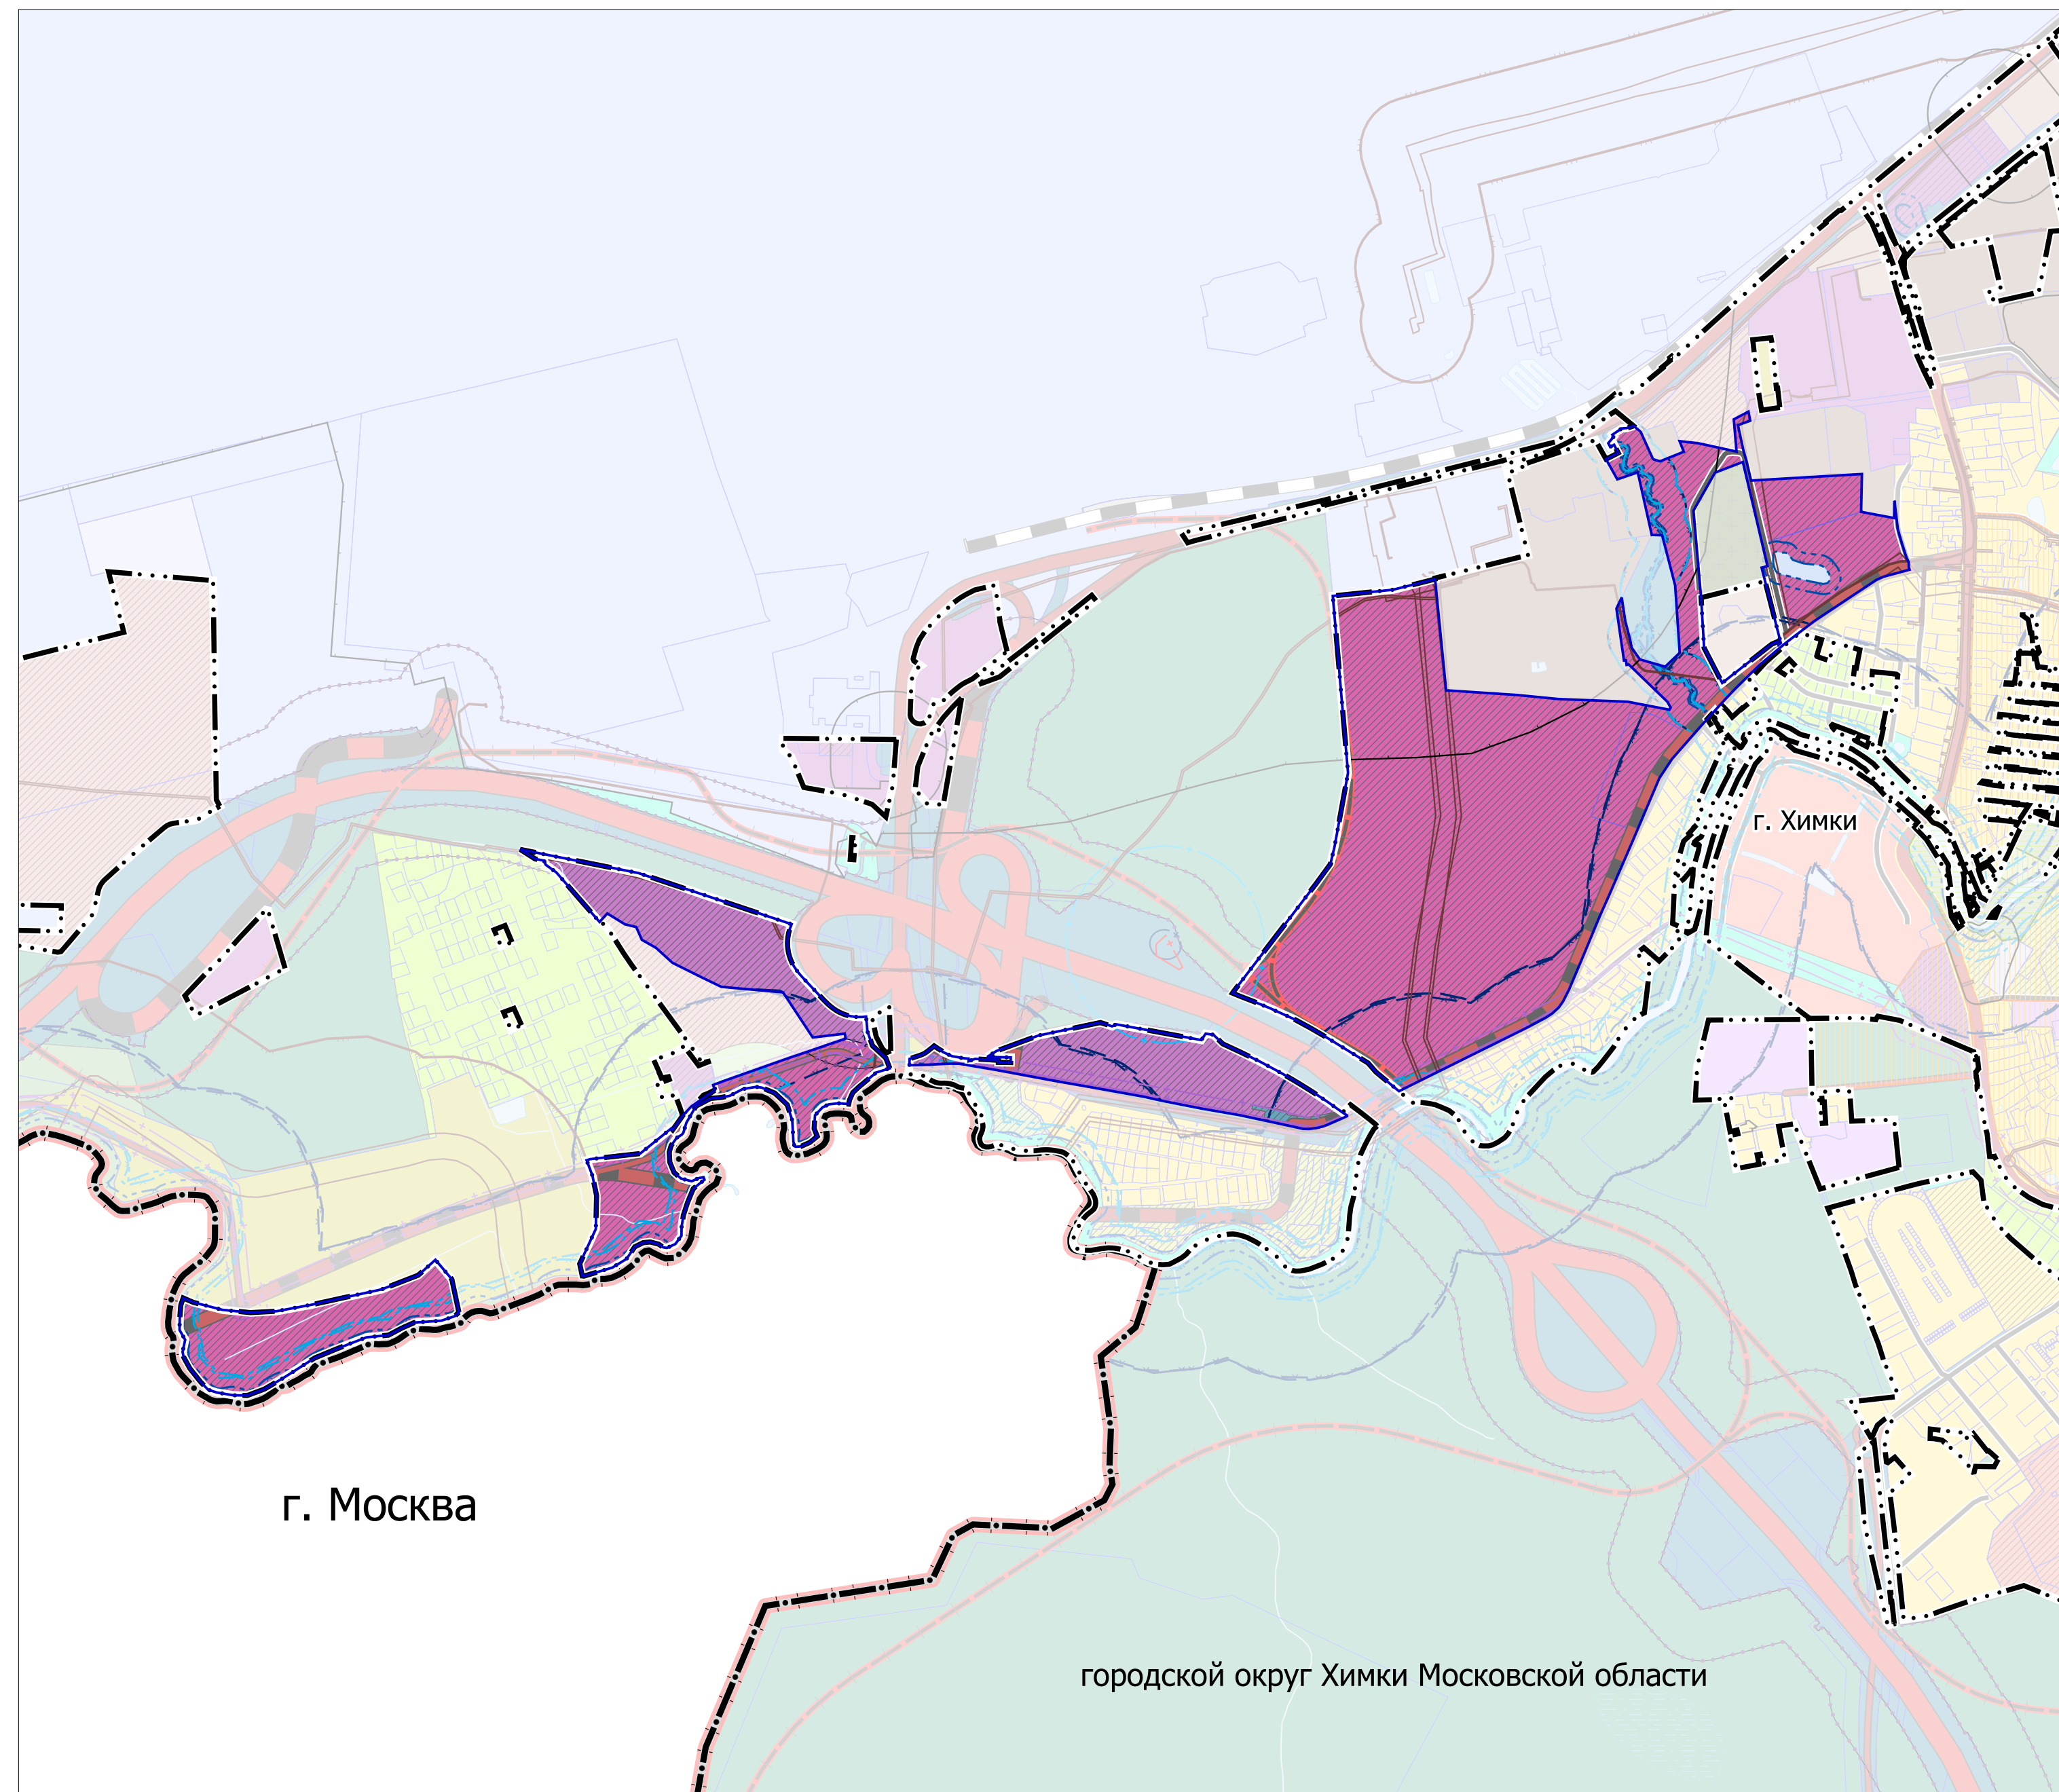 г. Химки
г. Москва
городской округ Химки Московской области